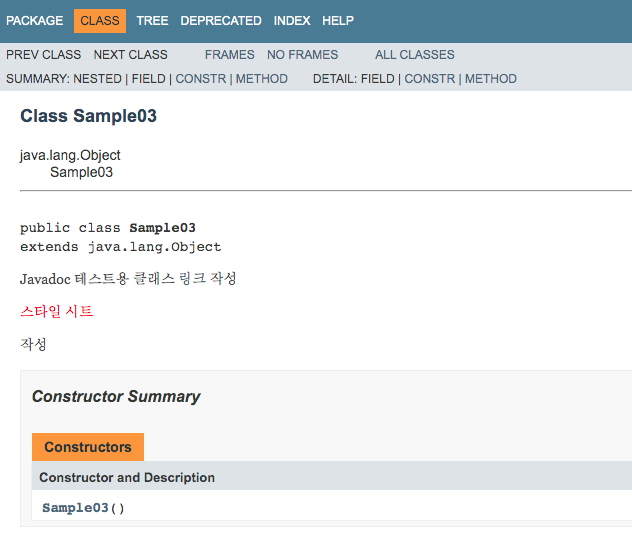 PACKAGE CLASS TREE DEPRECATED INDEX HELP
PREV CLASS NEXT CLASS FRAMES NO FRAMES ALL CLASSES
SUMMARY: NESTED | FIELD | CONSTR | METHOD DETAIL: FIELD | CONSTR | METHOD
Class Sample03
java.lang.Object
Sample03
public class Sample03
extends java.lang.Object
Javadoc 테스트용 클래스 링크 작성
스타일 시트
작성
Constructor Summary
Constructors
Constructor and Description
Sample03()